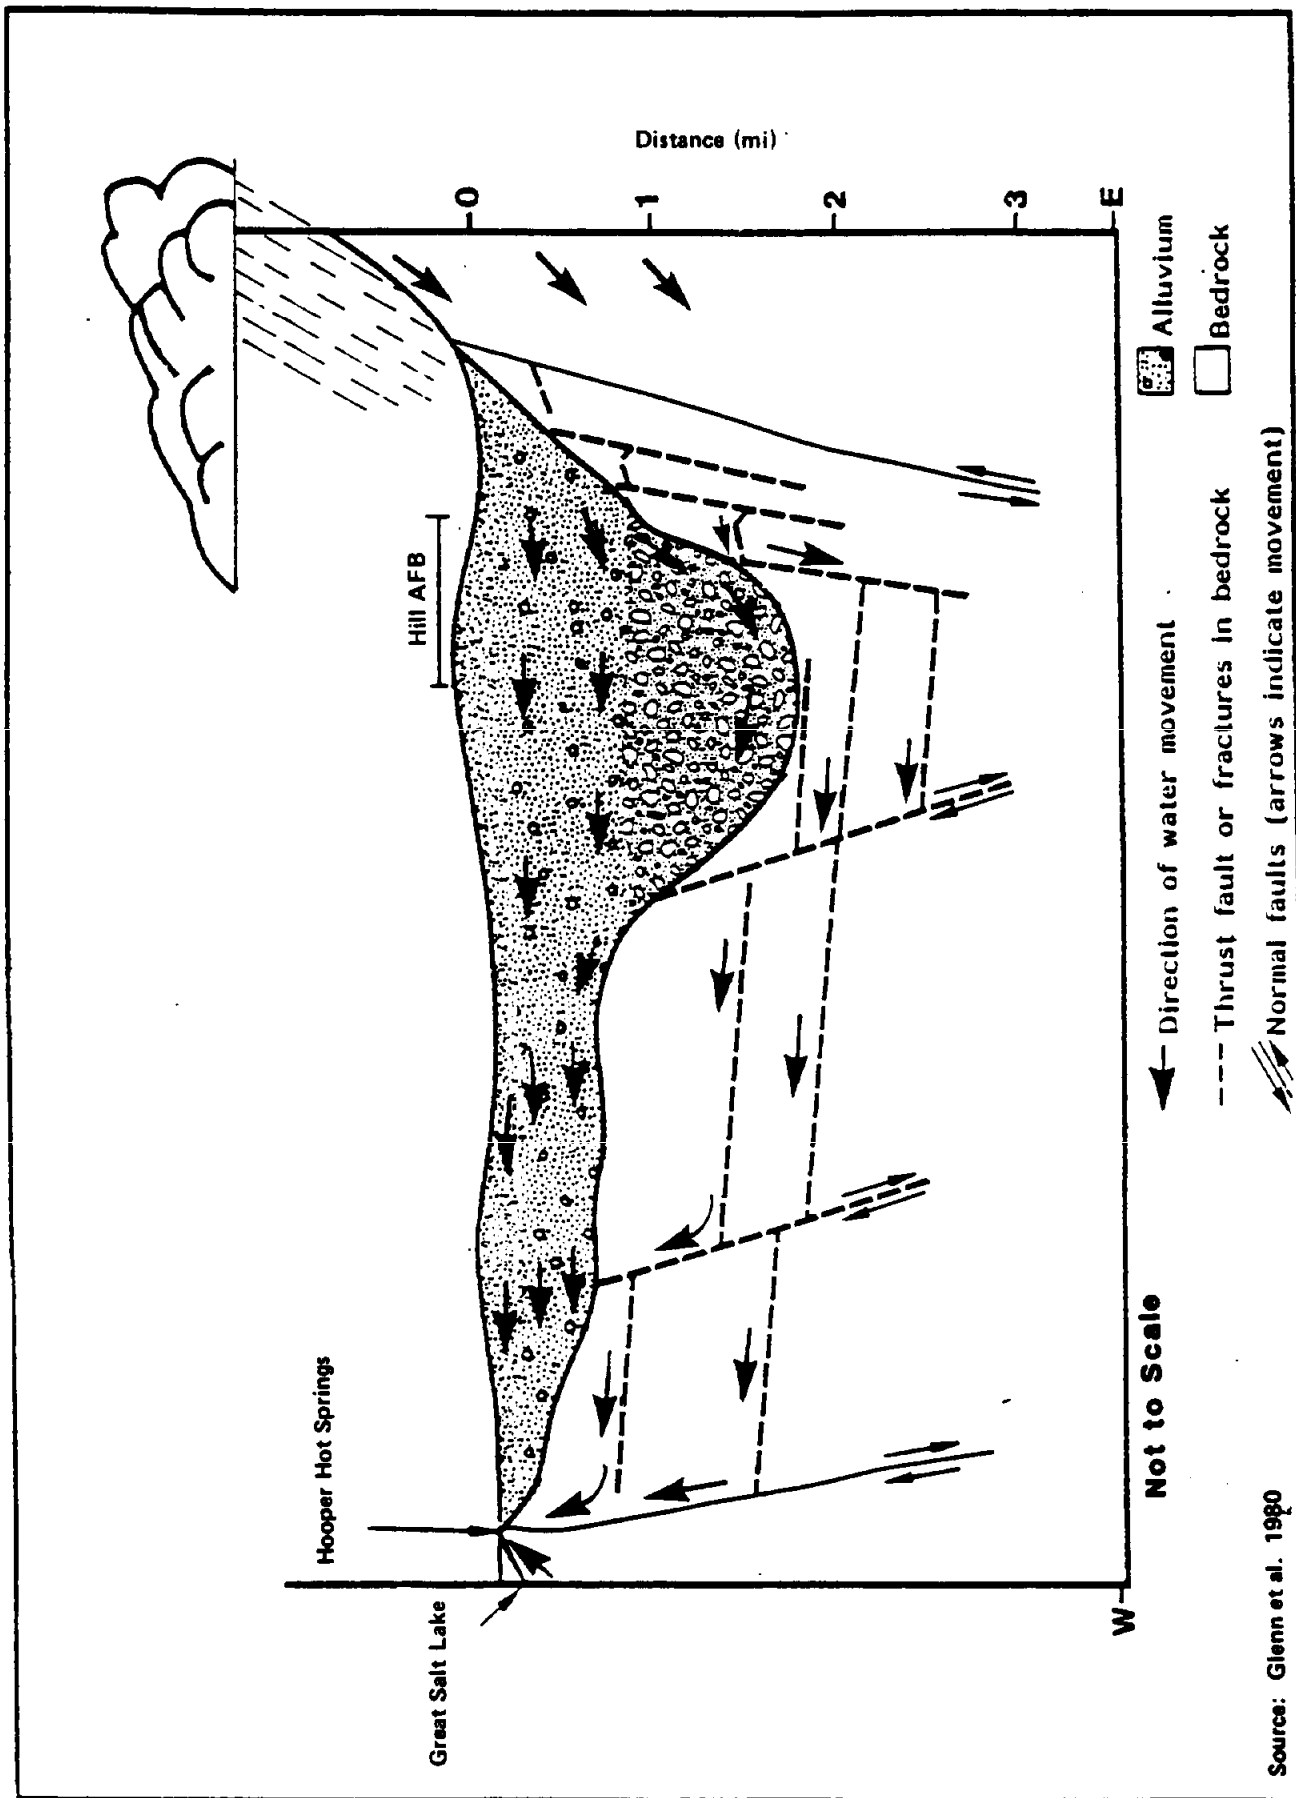 Distance (mi)
0
1
2
3
Hill AFB
Hooper Hot Springs
Great Salt Lake
W
E
Not to Scale
Direction of water movement
Thrust fault or fractures in bedrock
Normal faults (arrows indicate movement)
Alluvium
Bedrock
Source: Glenn et al. 1980